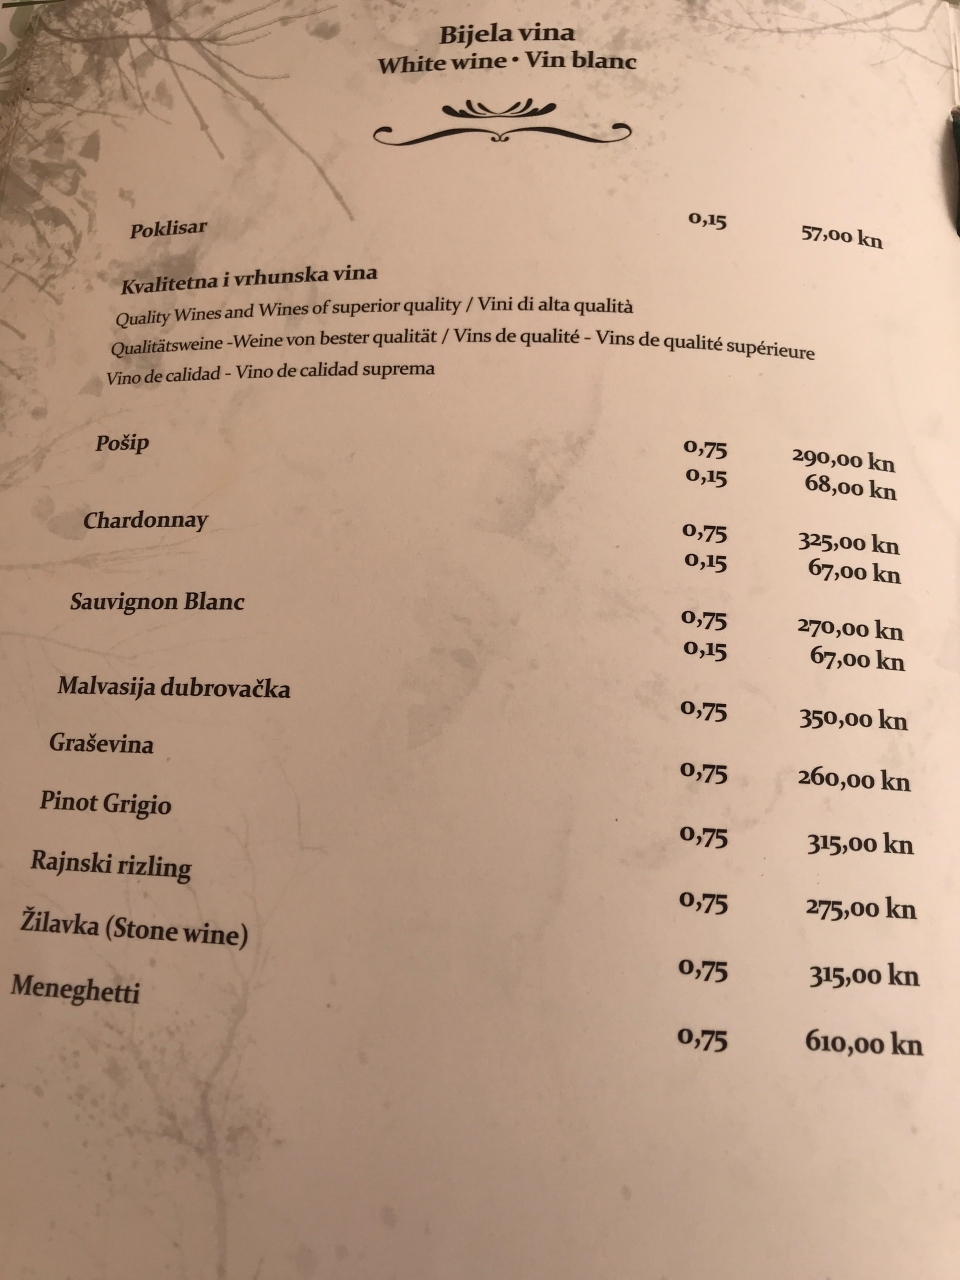 Bijela vina
White wine • Vin blanc
Poklisar 0,15 57,00 kn
Kvalitetna i vrhunska vina
Quality Wines and Wines of superior quality / Vini di alta qualità
Qualitätsweine -Weine von bester qualität / Vins de qualité - Vins de qualité supérieure
Vino de calidad - Vino de calidad suprema
Pošip 0,75 290,00 kn
0,15 68,00 kn
Chardonnay 0,75 325,00 kn
0,15 67,00 kn
Sauvignon Blanc 0,75 270,00 kn
0,15 67,00 kn
Malvasija dubrovačka 0,75 350,00 kn
Graševina 0,75 260,00 kn
Pinot Grigio 0,75 315,00 kn
Rajnski rizling 0,75 275,00 kn
Žilavka (Stone wine) 0,75 315,00 kn
Meneghetti 0,75 610,00 kn